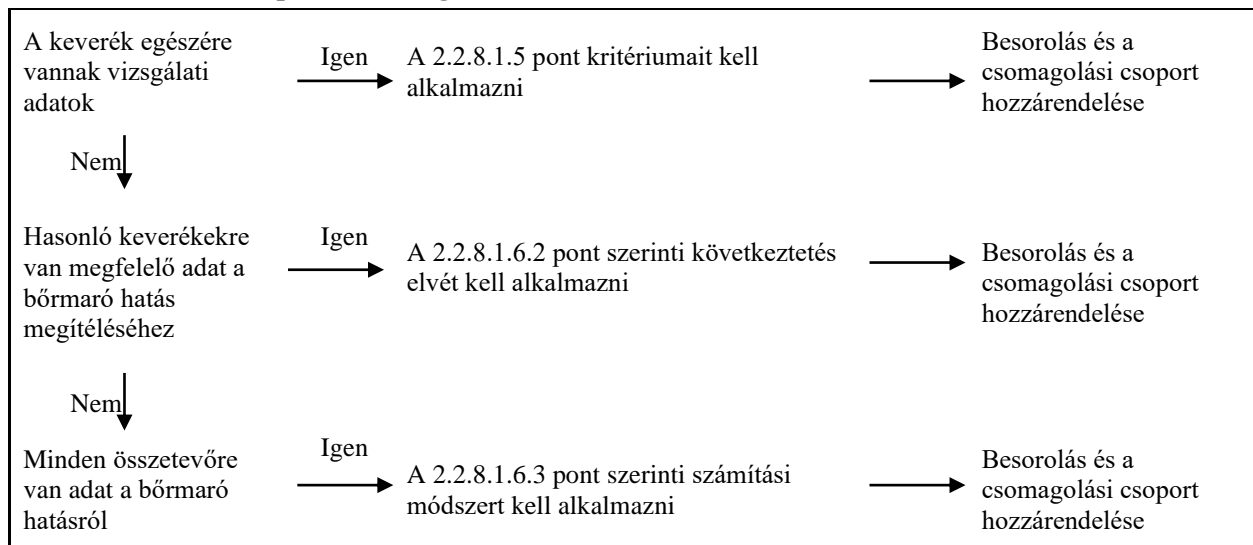 A keverék egészére
vannak vizsgálati
adatok
Igen
A 2.2.8.1.5 pont kritériumait kell
alkalmazni
Besorolás és a
csomagolási csoport
hozzárendelése
Nem
Hasonló keverékekre
van megfelelő adat a
bőrmaró hatás
megítéléséhez
Igen
A 2.2.8.1.6.2 pont szerinti következtetés
elvét kell alkalmazni
Besorolás és a
csomagolási csoport
hozzárendelése
Nem
Minden összetevőre
van adat a bőrmaró
hatásról
Igen
A 2.2.8.1.6.3 pont szerinti számítási
módszert kell alkalmazni
Besorolás és a
csomagolási csoport
hozzárendelése